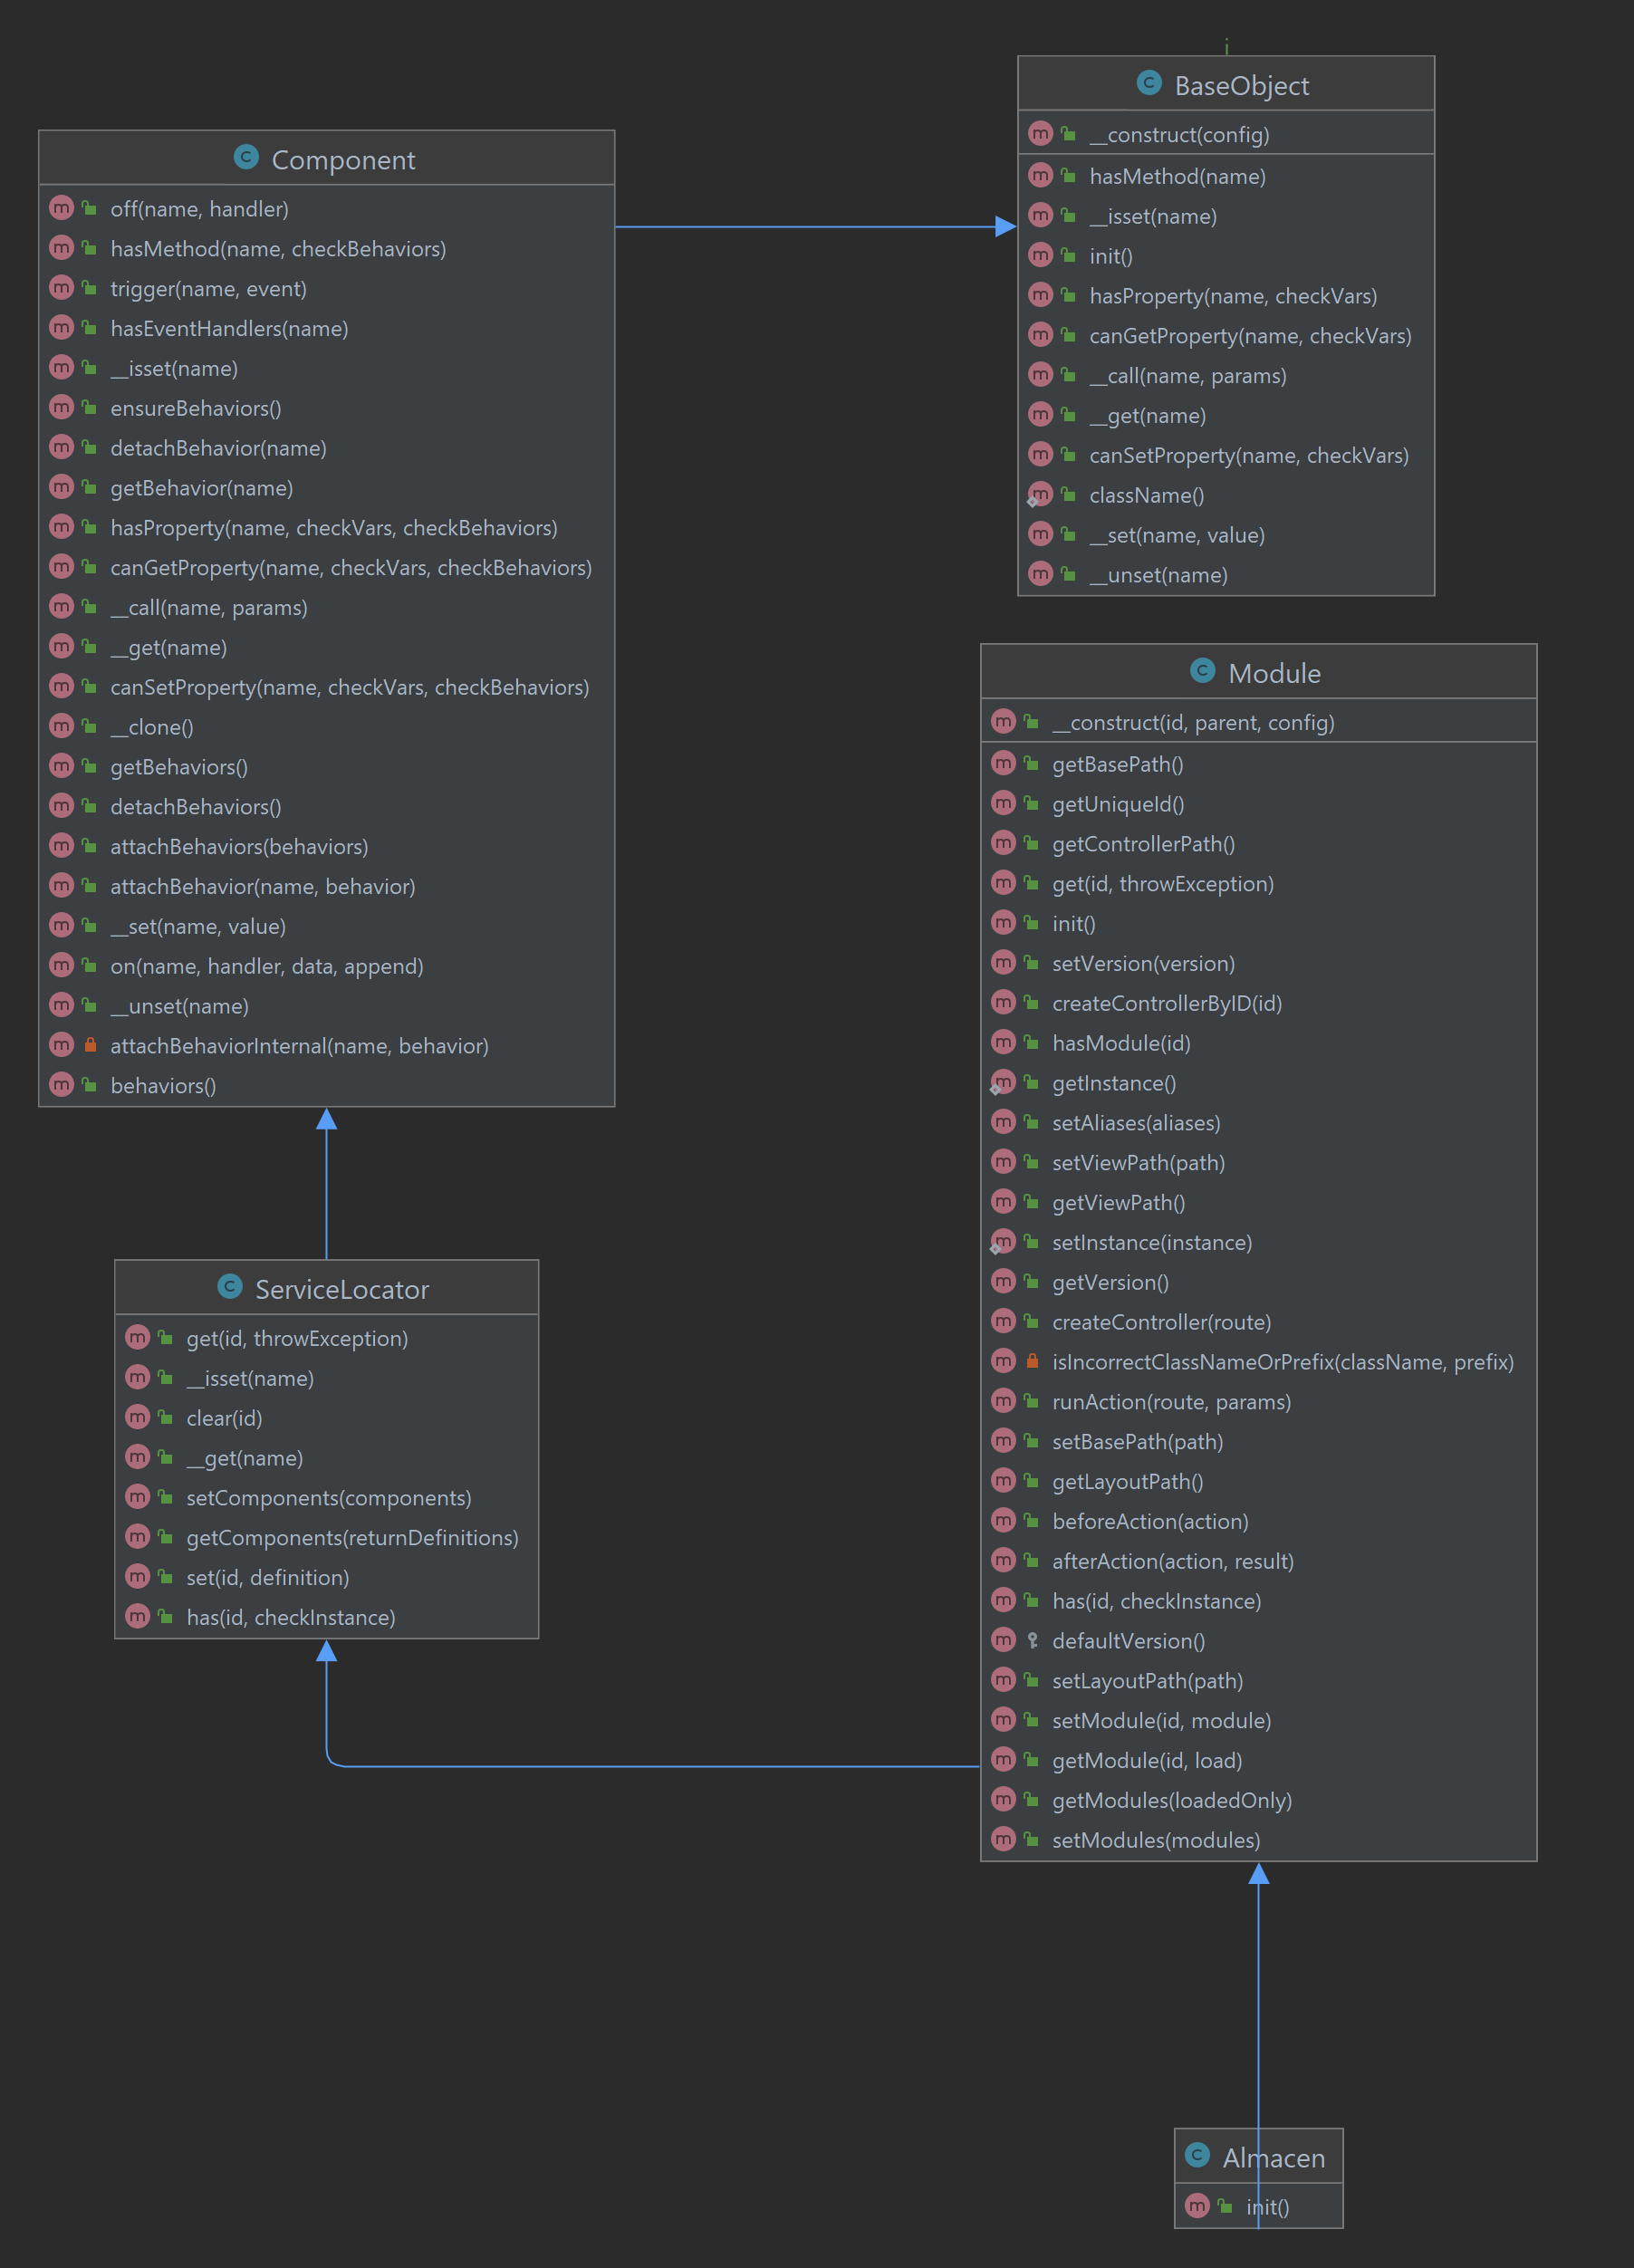 BaseObject
__construct(config)
hasMethod(name)
__isset(name)
init()
hasProperty(name, checkVars)
canGetProperty(name, checkVars)
__call(name, params)
__get(name)
canSetProperty(name, checkVars)
className()
__set(name, value)
__unset(name)
Component
off(name, handler)
hasMethod(name, checkBehaviors)
trigger(name, event)
hasEventHandlers(name)
__isset(name)
ensureBehaviors()
detachBehavior(name)
getBehavior(name)
hasProperty(name, checkVars, checkBehaviors)
canGetProperty(name, checkVars, checkBehaviors)
__call(name, params)
__get(name)
canSetProperty(name, checkVars, checkBehaviors)
__clone()
getBehaviors()
detachBehaviors()
attachBehaviors(behaviors)
attachBehavior(name, behavior)
__set(name, value)
on(name, handler, data, append)
__unset(name)
attachBehaviorInternal(name, behavior)
behaviors()
Module
__construct(id, parent, config)
getBasePath()
getUniqueId()
getControllerPath()
get(id, throwException)
init()
setVersion(version)
createControllerByID(id)
hasModule(id)
getInstance()
setAliases(aliases)
setViewPath(path)
getViewPath()
setInstance(instance)
getVersion()
createController(route)
isIncorrectClassNameOrPrefix(className, prefix)
runAction(route, params)
setBasePath(path)
getLayoutPath()
beforeAction(action)
afterAction(action, result)
has(id, checkInstance)
defaultVersion()
setLayoutPath(path)
setModule(id, module)
getModule(id, load)
getModules(loadedOnly)
setModules(modules)
ServiceLocator
get(id, throwException)
__isset(name)
clear(id)
__get(name)
setComponents(components)
getComponents(returnDefinitions)
set(id, definition)
has(id, checkInstance)
Almacen
init()